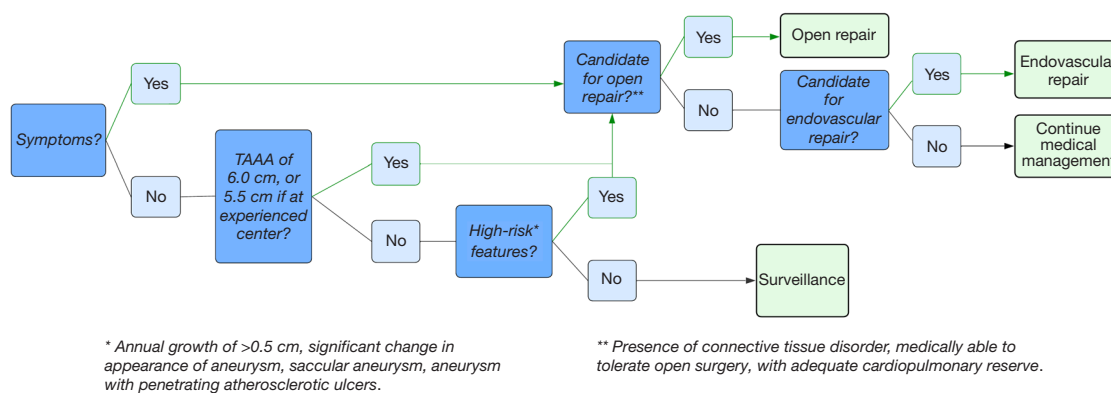 Symptoms?
Yes
No
TAAA of
6.0 cm, or
5.5 cm if at
experienced
center?
Yes
No
High-risk*
features?
Yes
No
Surveillance
Candidate
for open
repair?**
Yes
Open repair
No
Candidate
for
endovascular
repair?
Yes
Endovascular
repair
No
Continue
medical
management
* Annual growth of >0.5 cm, significant change in
appearance of aneurysm, saccular aneurysm, aneurysm
with penetrating atherosclerotic ulcers.
** Presence of connective tissue disorder, medically able to
tolerate open surgery, with adequate cardiopulmonary reserve.